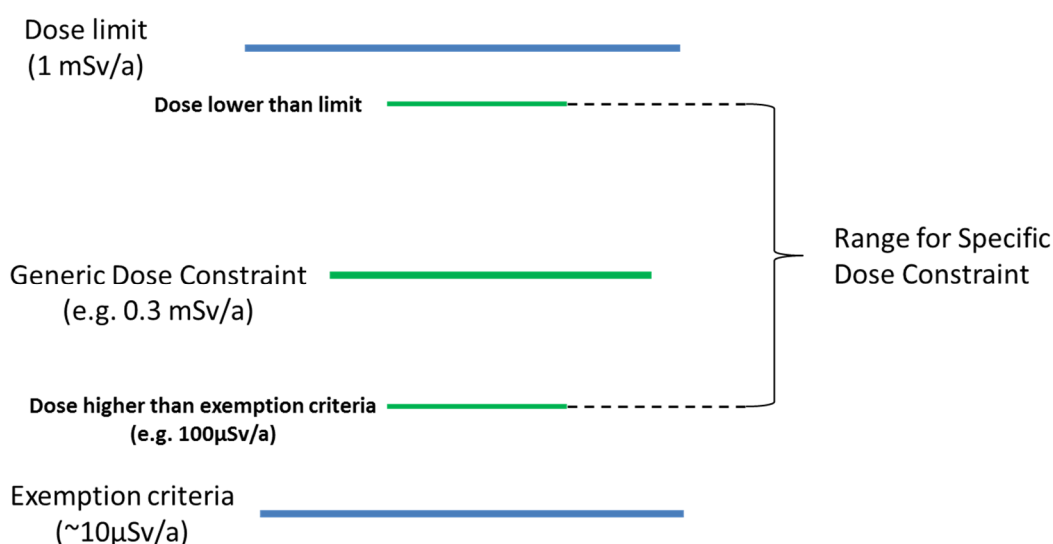 Dose limit
(1 mSv/a)
Dose lower than limit
Range for Specific
Dose Constraint
Generic Dose Constraint
(e.g. 0.3 mSv/a)
Dose higher than exemption criteria
(e.g. 100µSv/a)
Exemption criteria
(~10µSv/a)